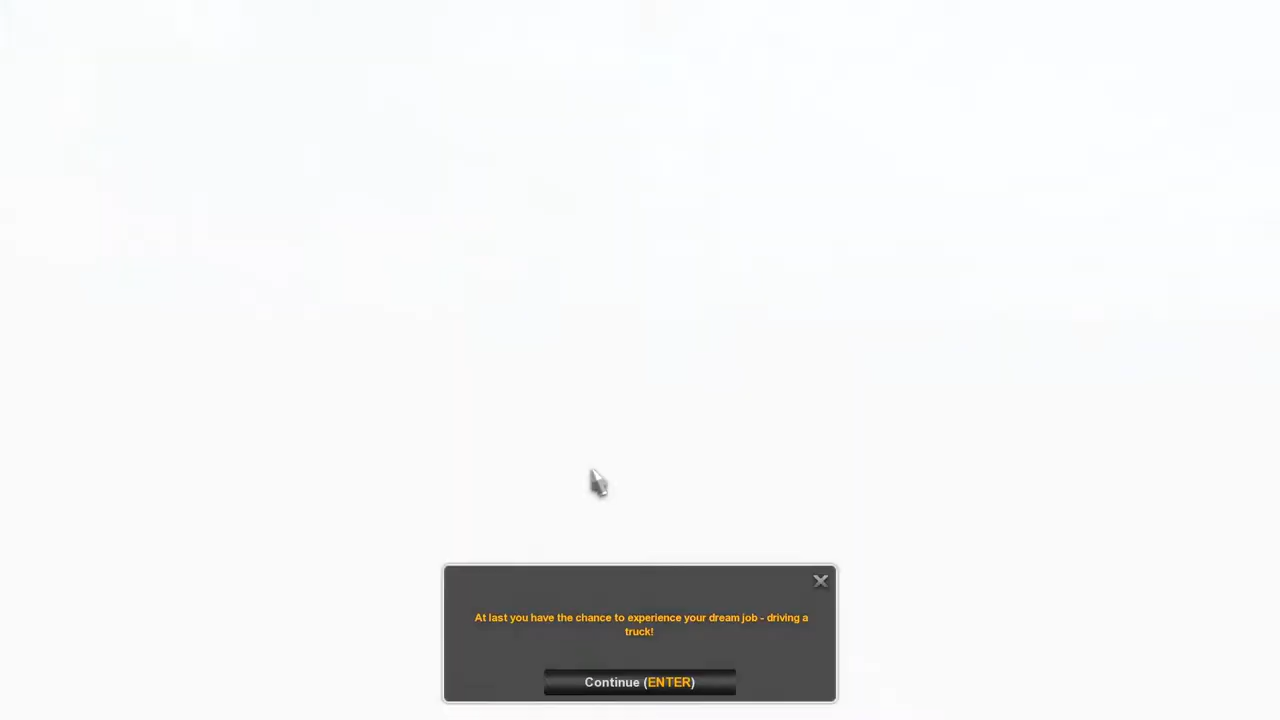 At last you have the chance to experience your dream job - driving a
truck!
Continue (ENTER)